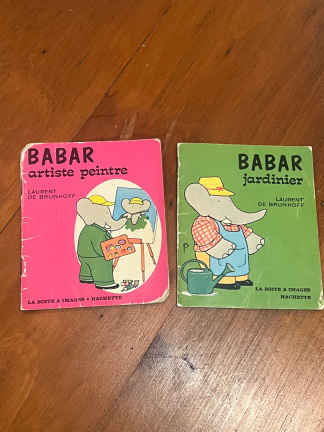 BABAR
artiste peintre
LAURENT
DE BRUNHOFF
LA BOITE A IMAGES • HACHETTE
BABAR
jardinier
LAURENT
DE BRUNHOFF
LA BOITE A IMAGES
HACHETTE